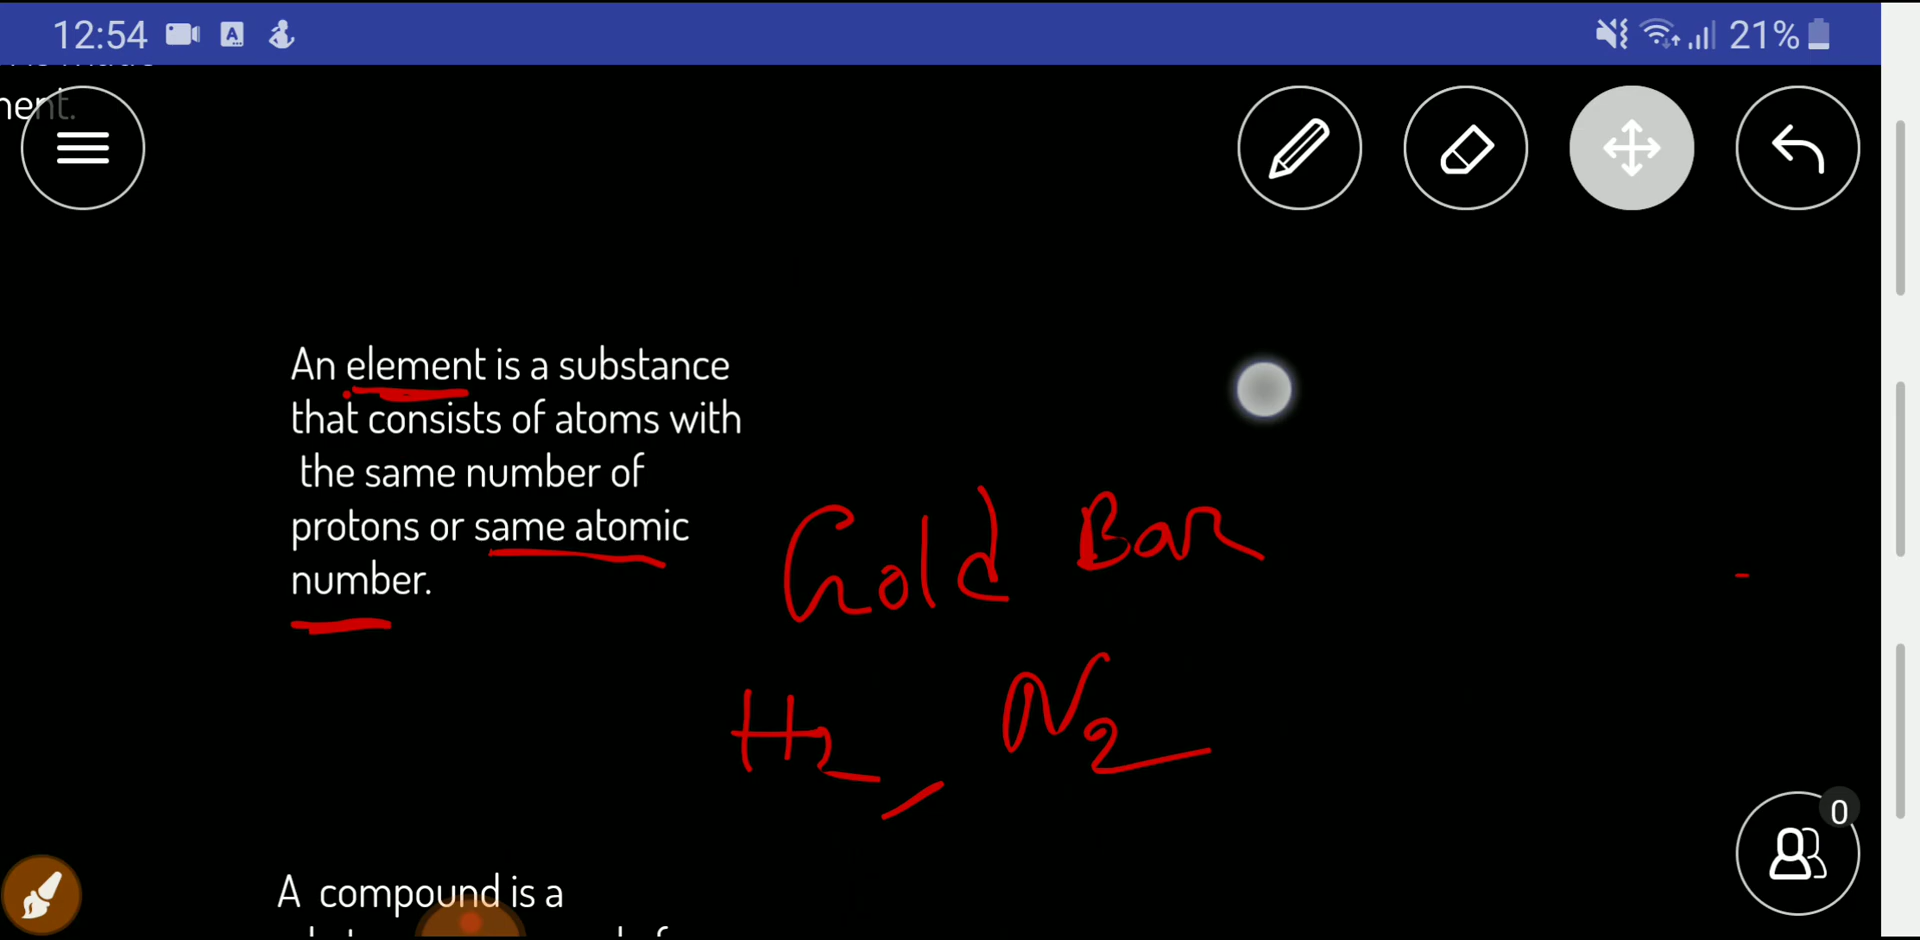 12:54
21%
nent.
An element is a substance
that consists of atoms with
the same number of
protons or same atomic
number.
Gold Bar
H2, N2
0
A compound is a